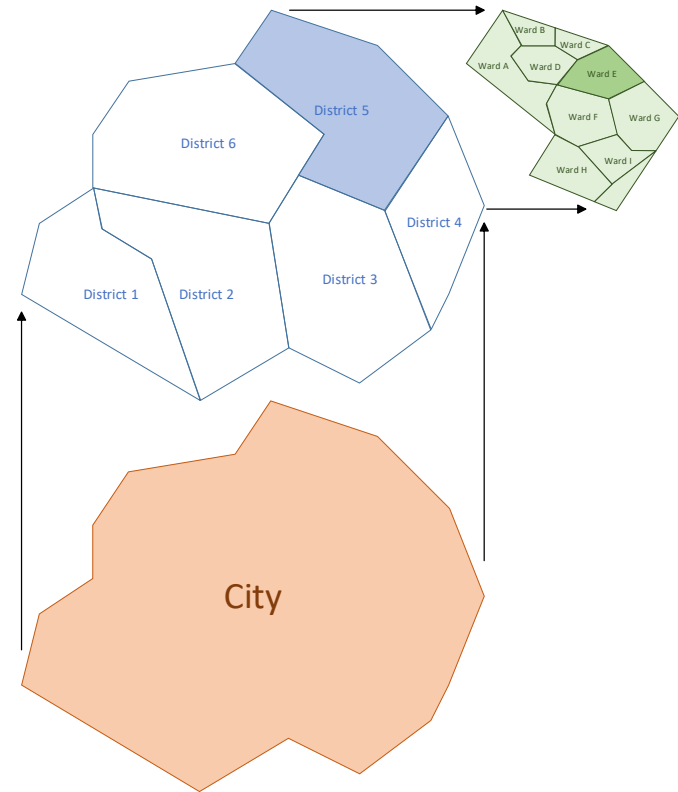 Ward B
Ward C
Ward A
Ward D
Ward E
District 5
Ward F
Ward G
District 6
Ward I
Ward H
District 4
District 3
District 1
District 2
City